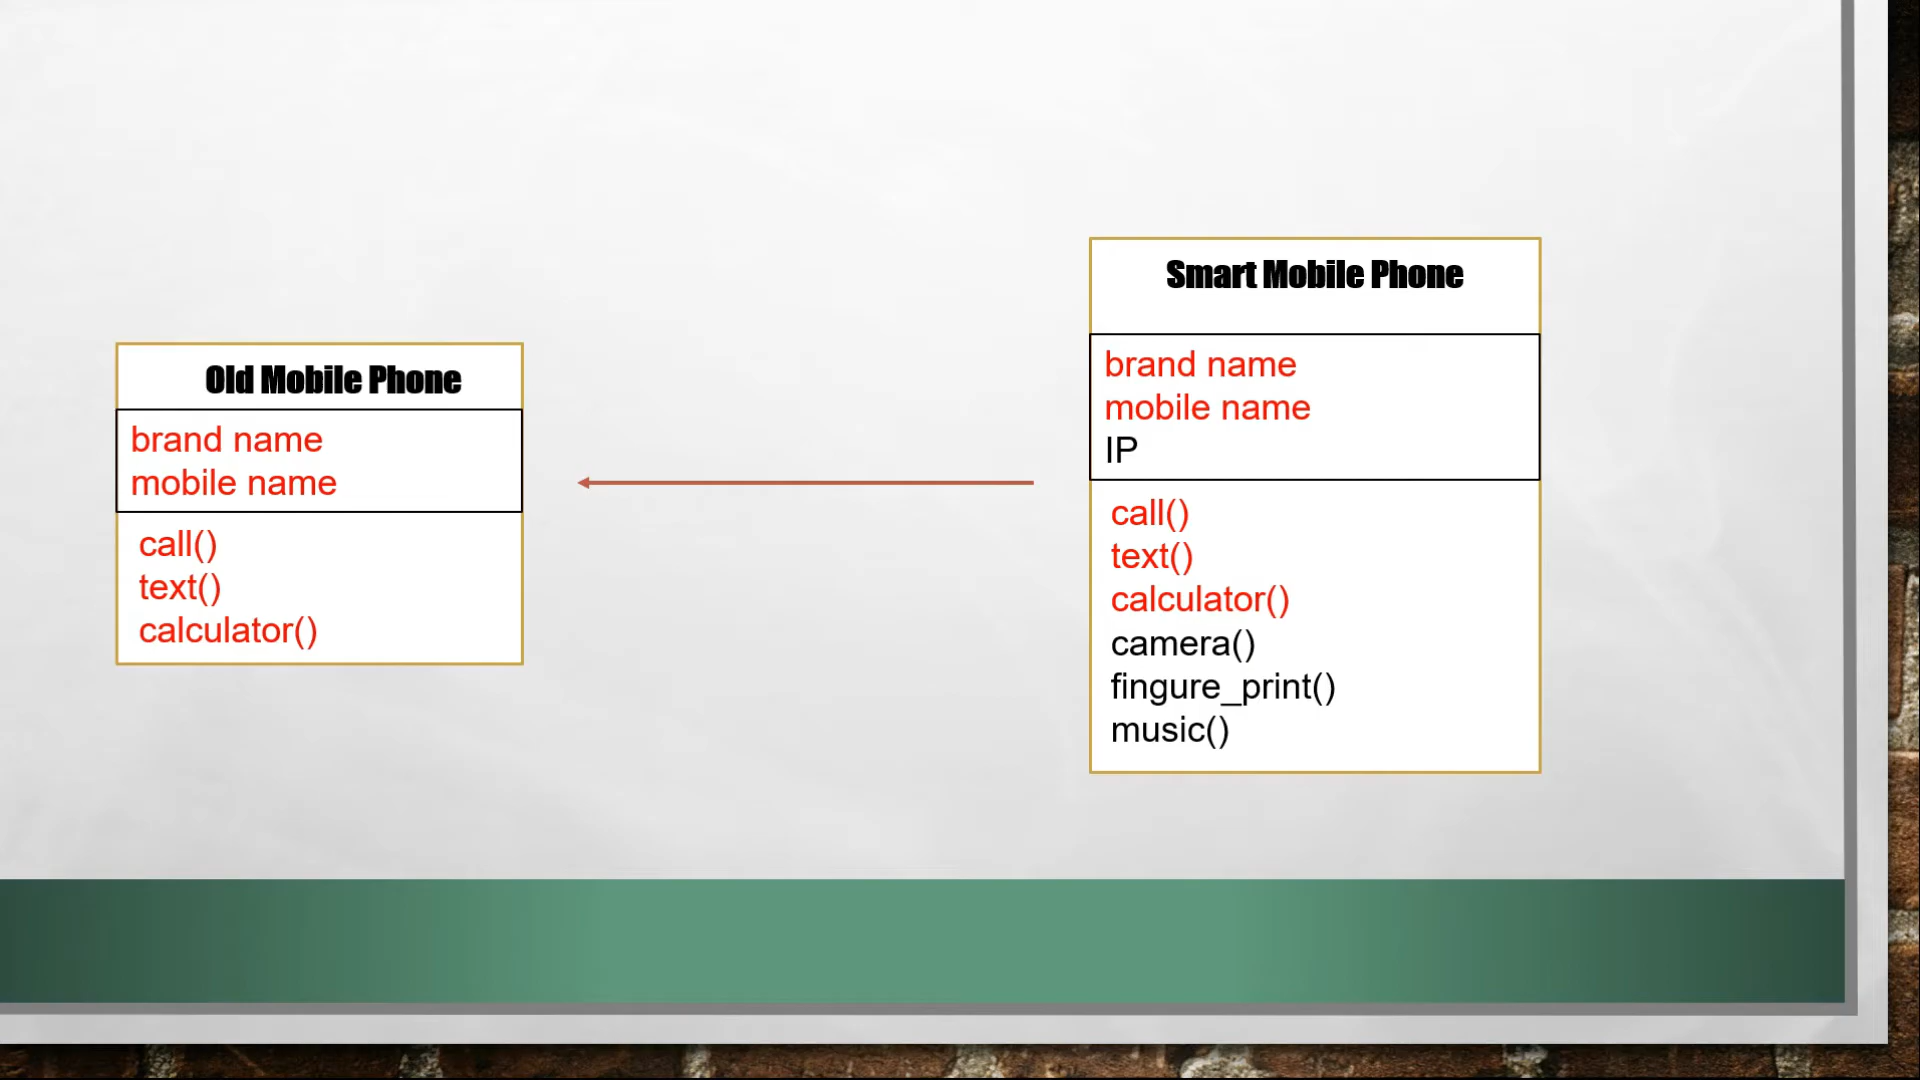 Old Mobile Phone
brand name
mobile name
call()
text()
calculator()
Smart Mobile Phone
brand name
mobile name
IP
call()
text()
calculator()
camera()
fingure_print()
music()